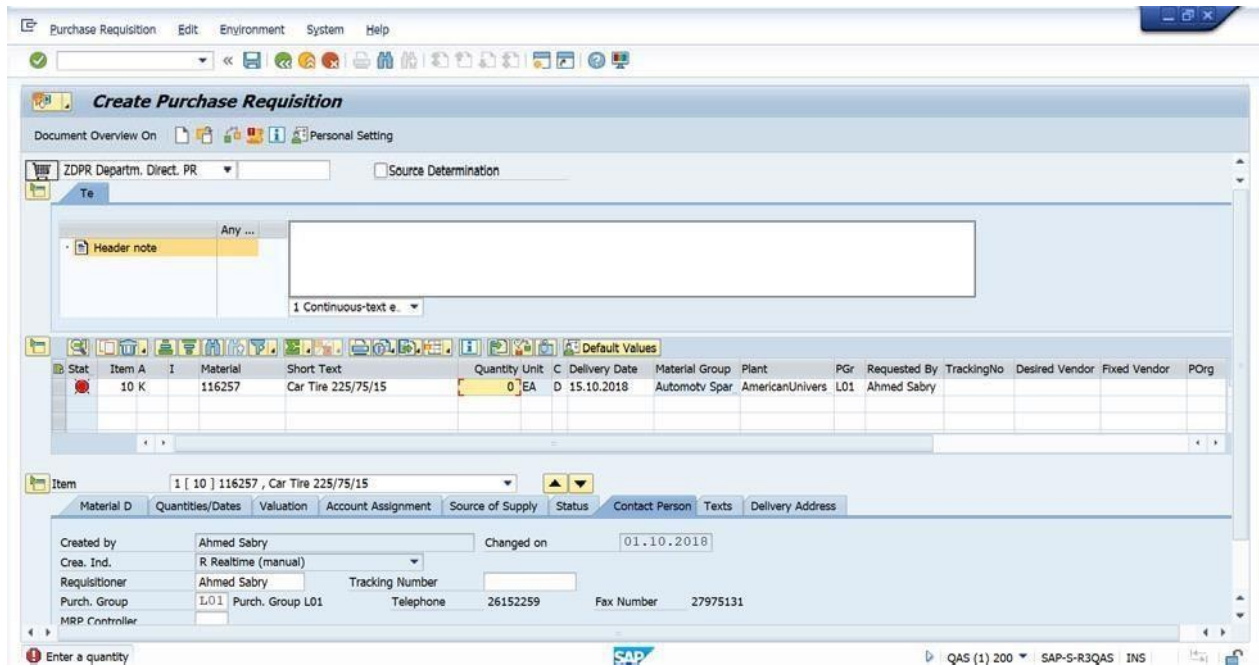 Purchase Requisition Edit Environment System Help
Create Purchase Requisition
Document Overview On Personal Setting
ZDPR Departm. Direct. PR Source Determination
Te
Any ...
Header note
1 Continuous-text e..
Default Values
Stat Item A I Material Short Text Quantity Unit C Delivery Date Material Group Plant PGr Requested By TrackingNo Desired Vendor Fixed Vendor POrg
10 K 116257 Car Tire 225/75/15 0 EA D 15.10.2018 Automotv Spar AmericanUnivers L01 Ahmed Sabry
Item 1 [ 10 ] 116257 , Car Tire 225/75/15
Material D Quantities/Dates Valuation Account Assignment Source of Supply Status Contact Person Texts Delivery Address
Created by Ahmed Sabry Changed on 01.10.2018
Crea. Ind. R Realtime (manual)
Requisitioner Ahmed Sabry Tracking Number
Purch. Group L01 Purch. Group L01 Telephone 26152259 Fax Number 27975131
MRP Controller
Enter a quantity SAP QAS (1) 200 SAP-S-R3QAS INS